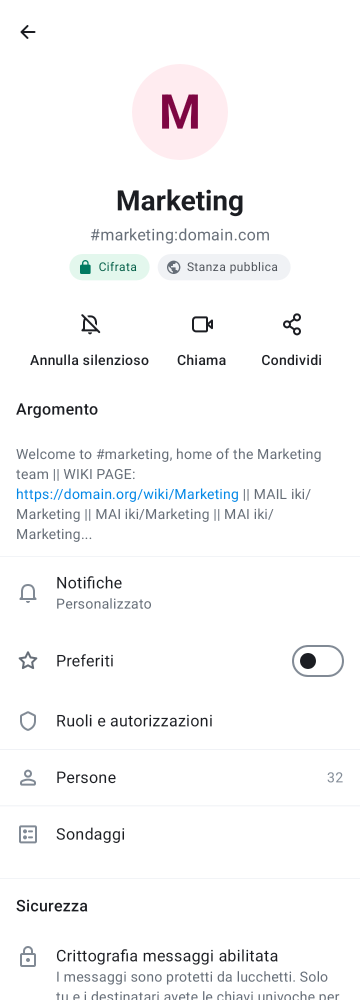 M
Marketing
#marketing:domain.com
Cifrata
Stanza pubblica
Annulla silenzioso
Chiama
Condividi
Argomento
Welcome to #marketing, home of the Marketing
team || WIKI PAGE:
https://domain.org/wiki/Marketing || MAIL iki/
Marketing || MAI iki/Marketing || MAI iki/
Marketing...
Notifiche
Personalizzato
Preferiti
Ruoli e autorizzazioni
Persone 32
Sondaggi
Sicurezza
Crittografia messaggi abilitata
I messaggi sono protetti da lucchetti. Solo
tu e i destinatari avete le chiavi univoche per